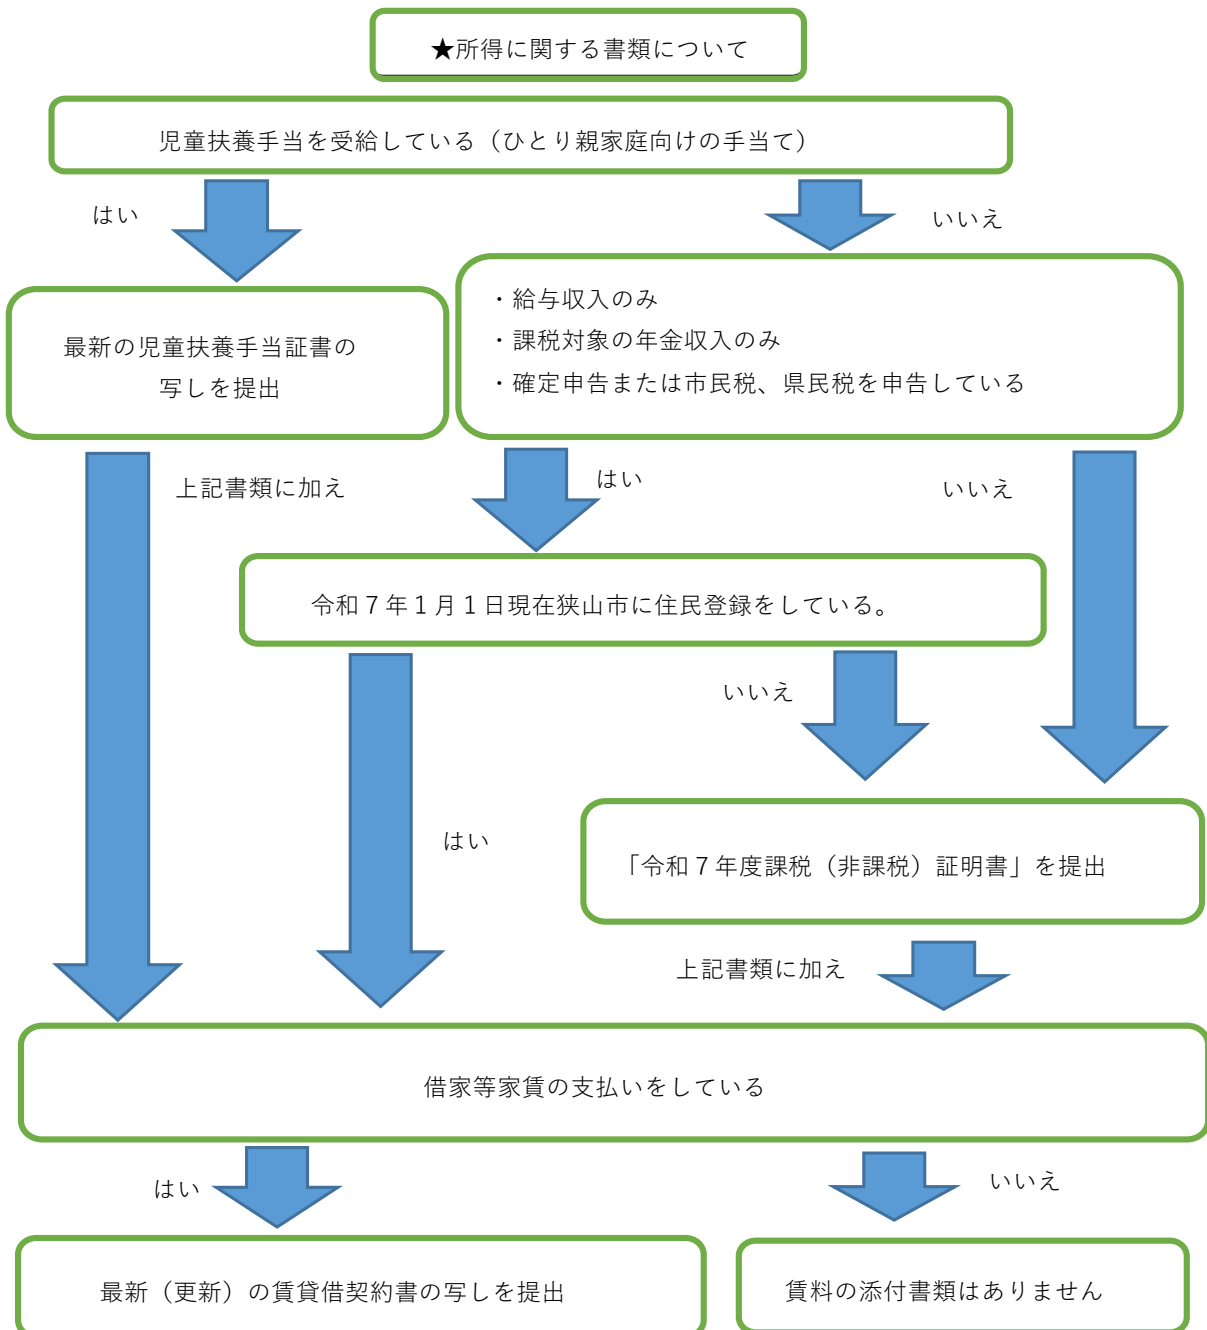 ★所得に関する書類について
児童扶養手当を受給している（ひとり親家庭向けの手当て）
はい
いいえ
最新の児童扶養手当証書の
写しを提出
・給与収入のみ
・課税対象の年金収入のみ
・確定申告または市民税、県民税を申告している
上記書類に加え
はい
いいえ
令和７年１月１日現在狭山市に住民登録をしている。
いいえ
はい
「令和７年度課税（非課税）証明書」を提出
上記書類に加え
借家等家賃の支払いをしている
はい
いいえ
最新（更新）の賃貸借契約書の写しを提出
賃料の添付書類はありません